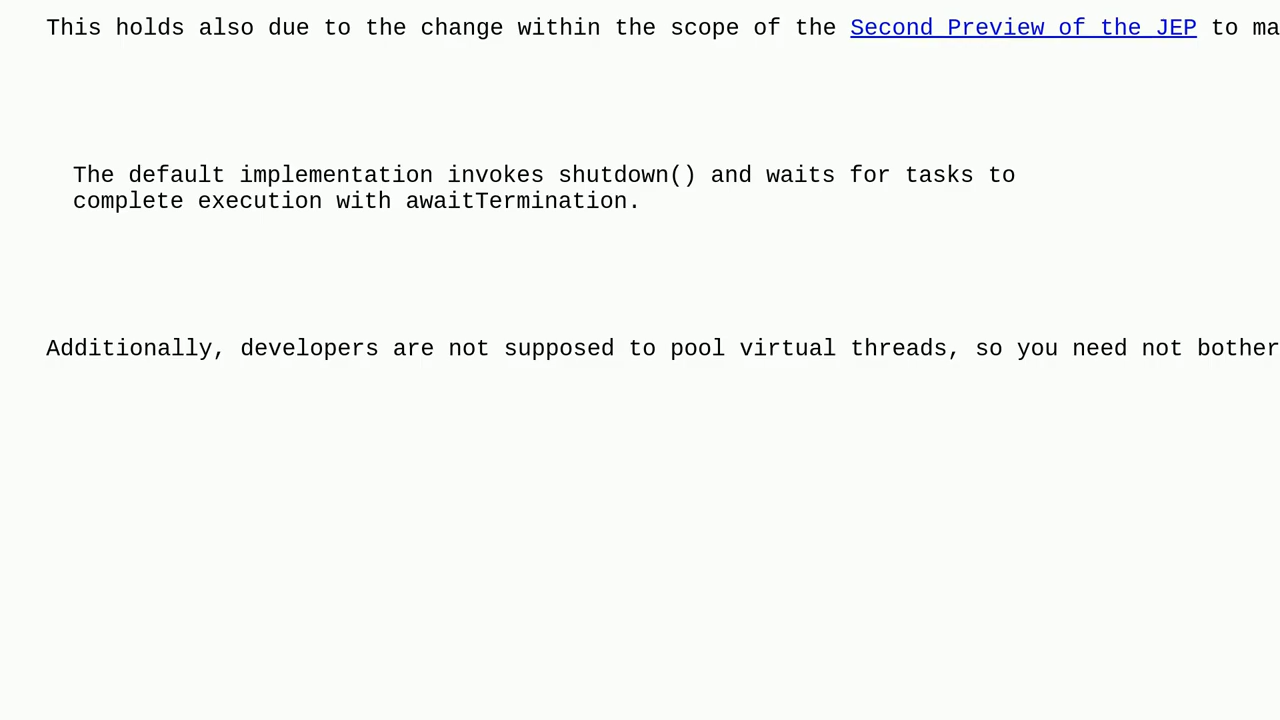 This holds also due to the change within the scope of the Second Preview of the JEP to ma
The default implementation invokes shutdown() and waits for tasks to
complete execution with awaitTermination.
Additionally, developers are not supposed to pool virtual threads, so you need not bother